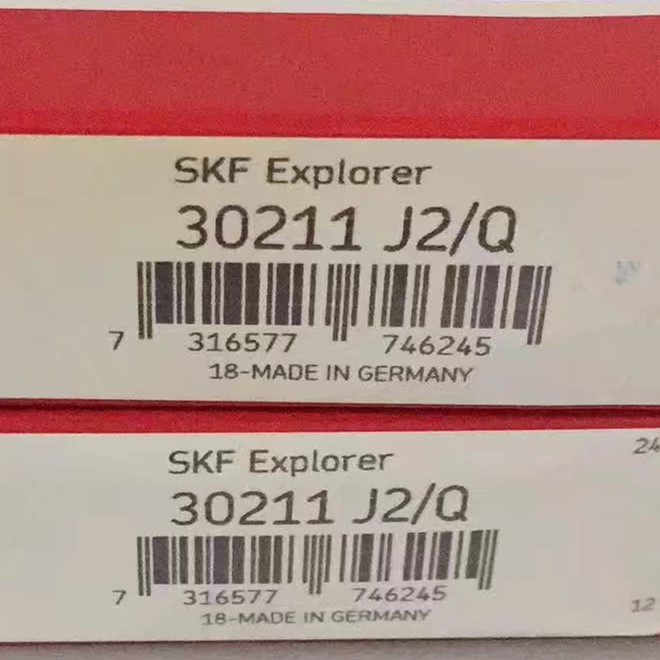 SKF Explorer
30211 J2/Q
7 316577 746245
18-MADE IN GERMANY
SKF Explorer
24
30211 J2/Q
7 316577 746245
12
18-MADE IN GERMANY